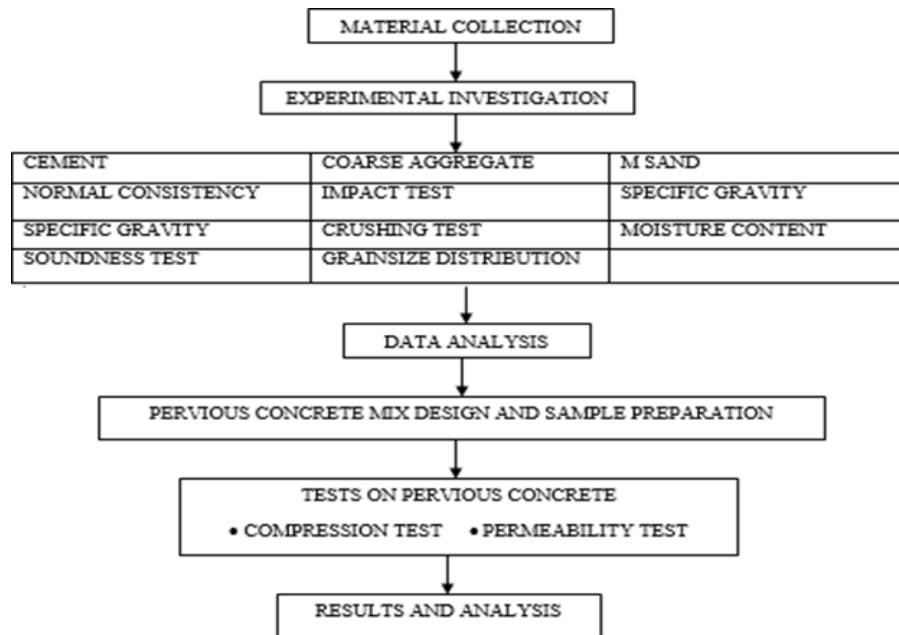 MATERIAL COLLECTION
EXPERIMENTAL INVESTIGATION
CEMENT COARSE AGGREGATE M SAND
NORMAL CONSISTENCY IMPACT TEST SPECIFIC GRAVITY
SPECIFIC GRAVITY CRUSHING TEST MOISTURE CONTENT
SOUNDNESS TEST GRAINSIZE DISTRIBUTION
DATA ANALYSIS
PERVIOUS CONCRETE MIX DESIGN AND SAMPLE PREPARATION
TESTS ON PERVIOUS CONCRETE
• COMPRESSION TEST • PERMEABILITY TEST
RESULTS AND ANALYSIS